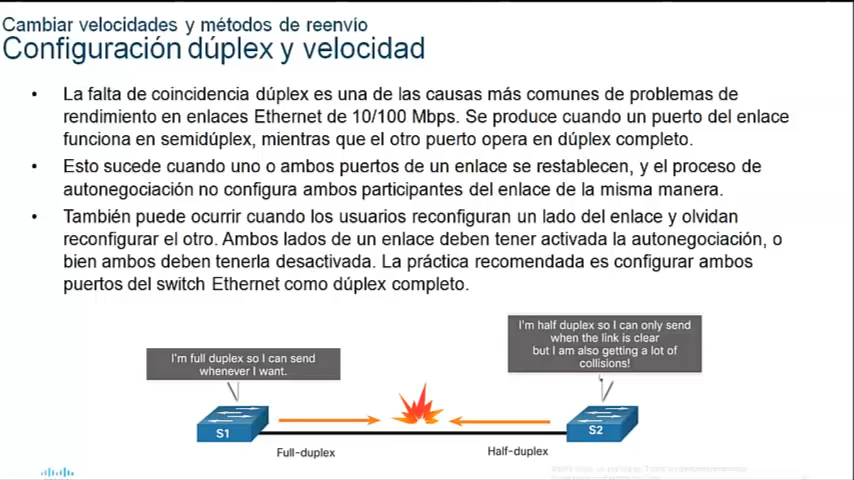 Cambiar velocidades y métodos de reenvío
Configuración dúplex y velocidad
• La falta de coincidencia dúplex es una de las causas más comunes de problemas de
rendimiento en enlaces Ethernet de 10/100 Mbps. Se produce cuando un puerto del enlace
funciona en semidúplex, mientras que el otro puerto opera en dúplex completo.
• Esto sucede cuando uno o ambos puertos de un enlace se restablecen, y el proceso de
autonegociación no configura ambos participantes del enlace de la misma manera.
• También puede ocurrir cuando los usuarios reconfiguran un lado del enlace y olvidan
reconfigurar el otro. Ambos lados de un enlace deben tener activada la autonegociación, o
bien ambos deben tenerla desactivada. La práctica recomendada es configurar ambos
puertos del switch Ethernet como dúplex completo.
I'm full duplex so I can send
whenever I want.
I'm half duplex so I can only send
when the link is clear
but I am also getting a lot of
collisions!
S1
S2
Full-duplex
Half-duplex